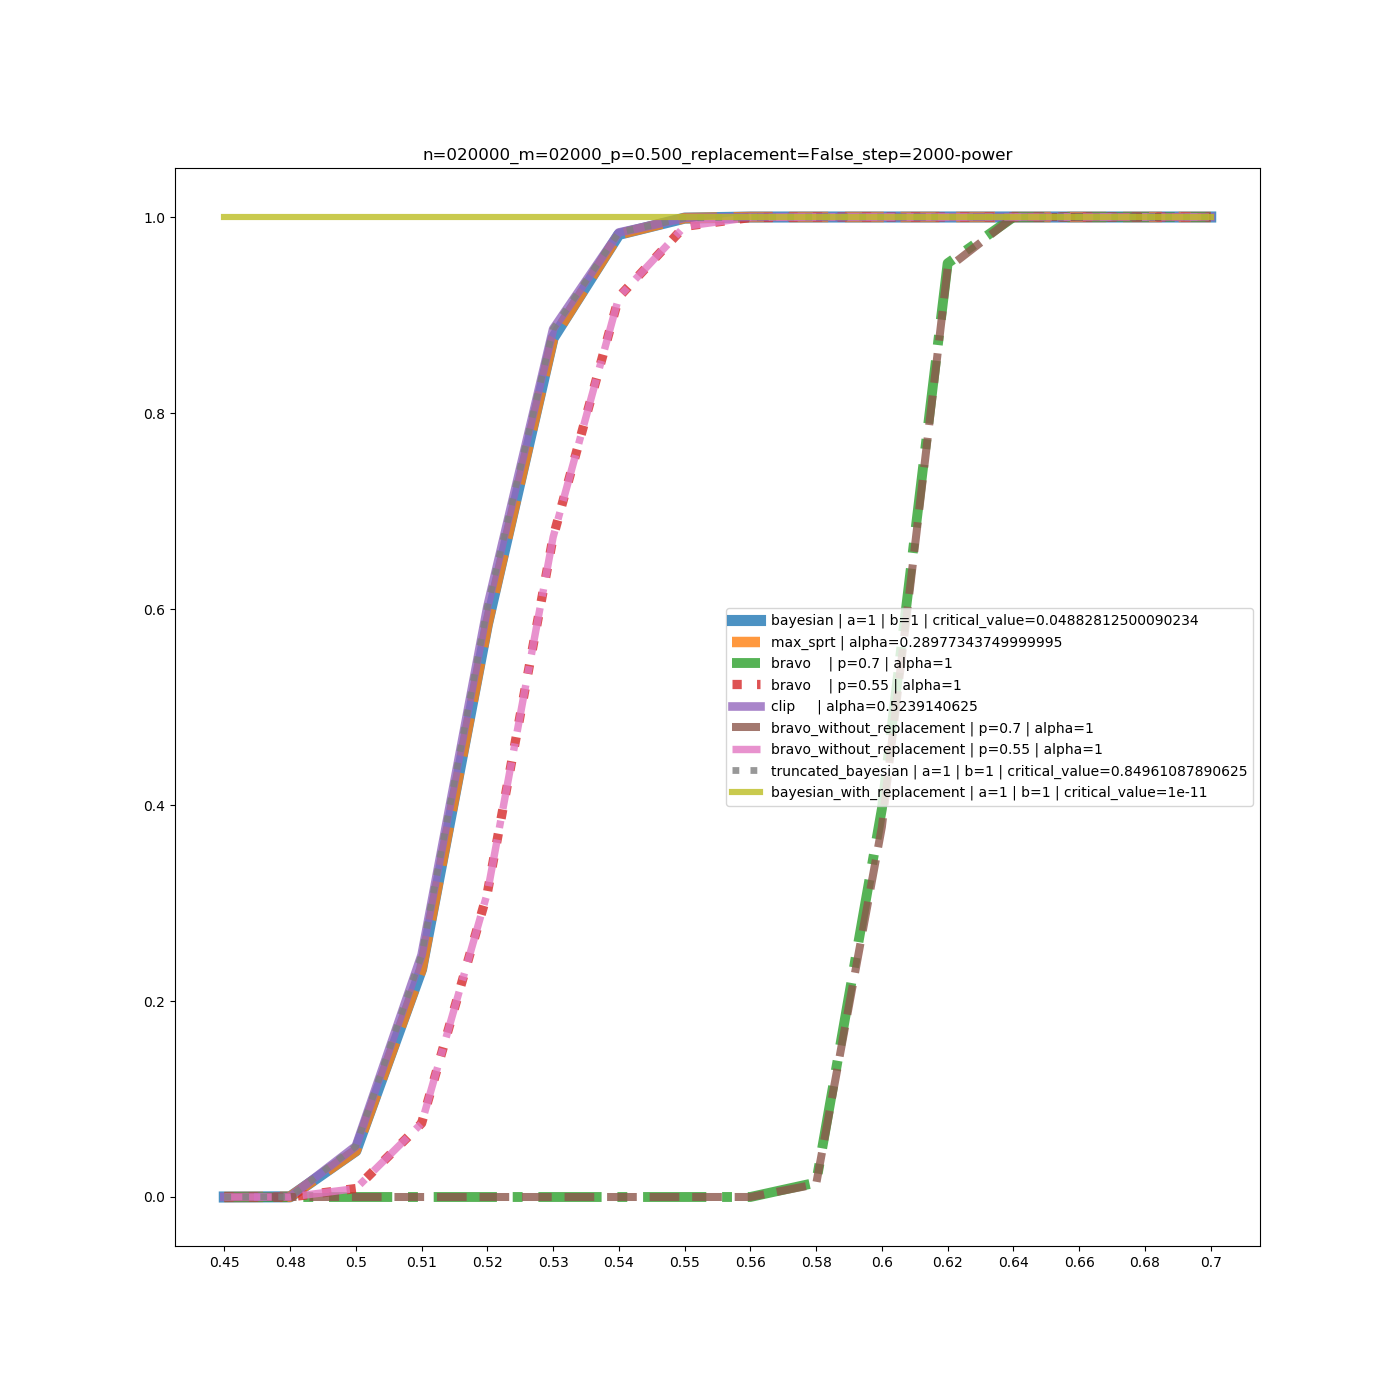 n=020000_m=02000_p=0.500_replacement=False_step=2000-power
1.0
0.8
0.6
0.4
0.2
0.0
bayesian | a=1 | b=1 | critical_value=0.04882812500090234
max_sprt | alpha=0.28977343749999995
bravo | p=0.7 | alpha=1
bravo | p=0.55 | alpha=1
clip | alpha=0.5239140625
bravo_without_replacement | p=0.7 | alpha=1
bravo_without_replacement | p=0.55 | alpha=1
truncated_bayesian | a=1 | b=1 | critical_value=0.84961087890625
bayesian_with_replacement | a=1 | b=1 | critical_value=1e-11
0.45 0.48 0.5 0.51 0.52 0.53 0.54 0.55 0.56 0.58 0.6 0.62 0.64 0.66 0.68 0.7